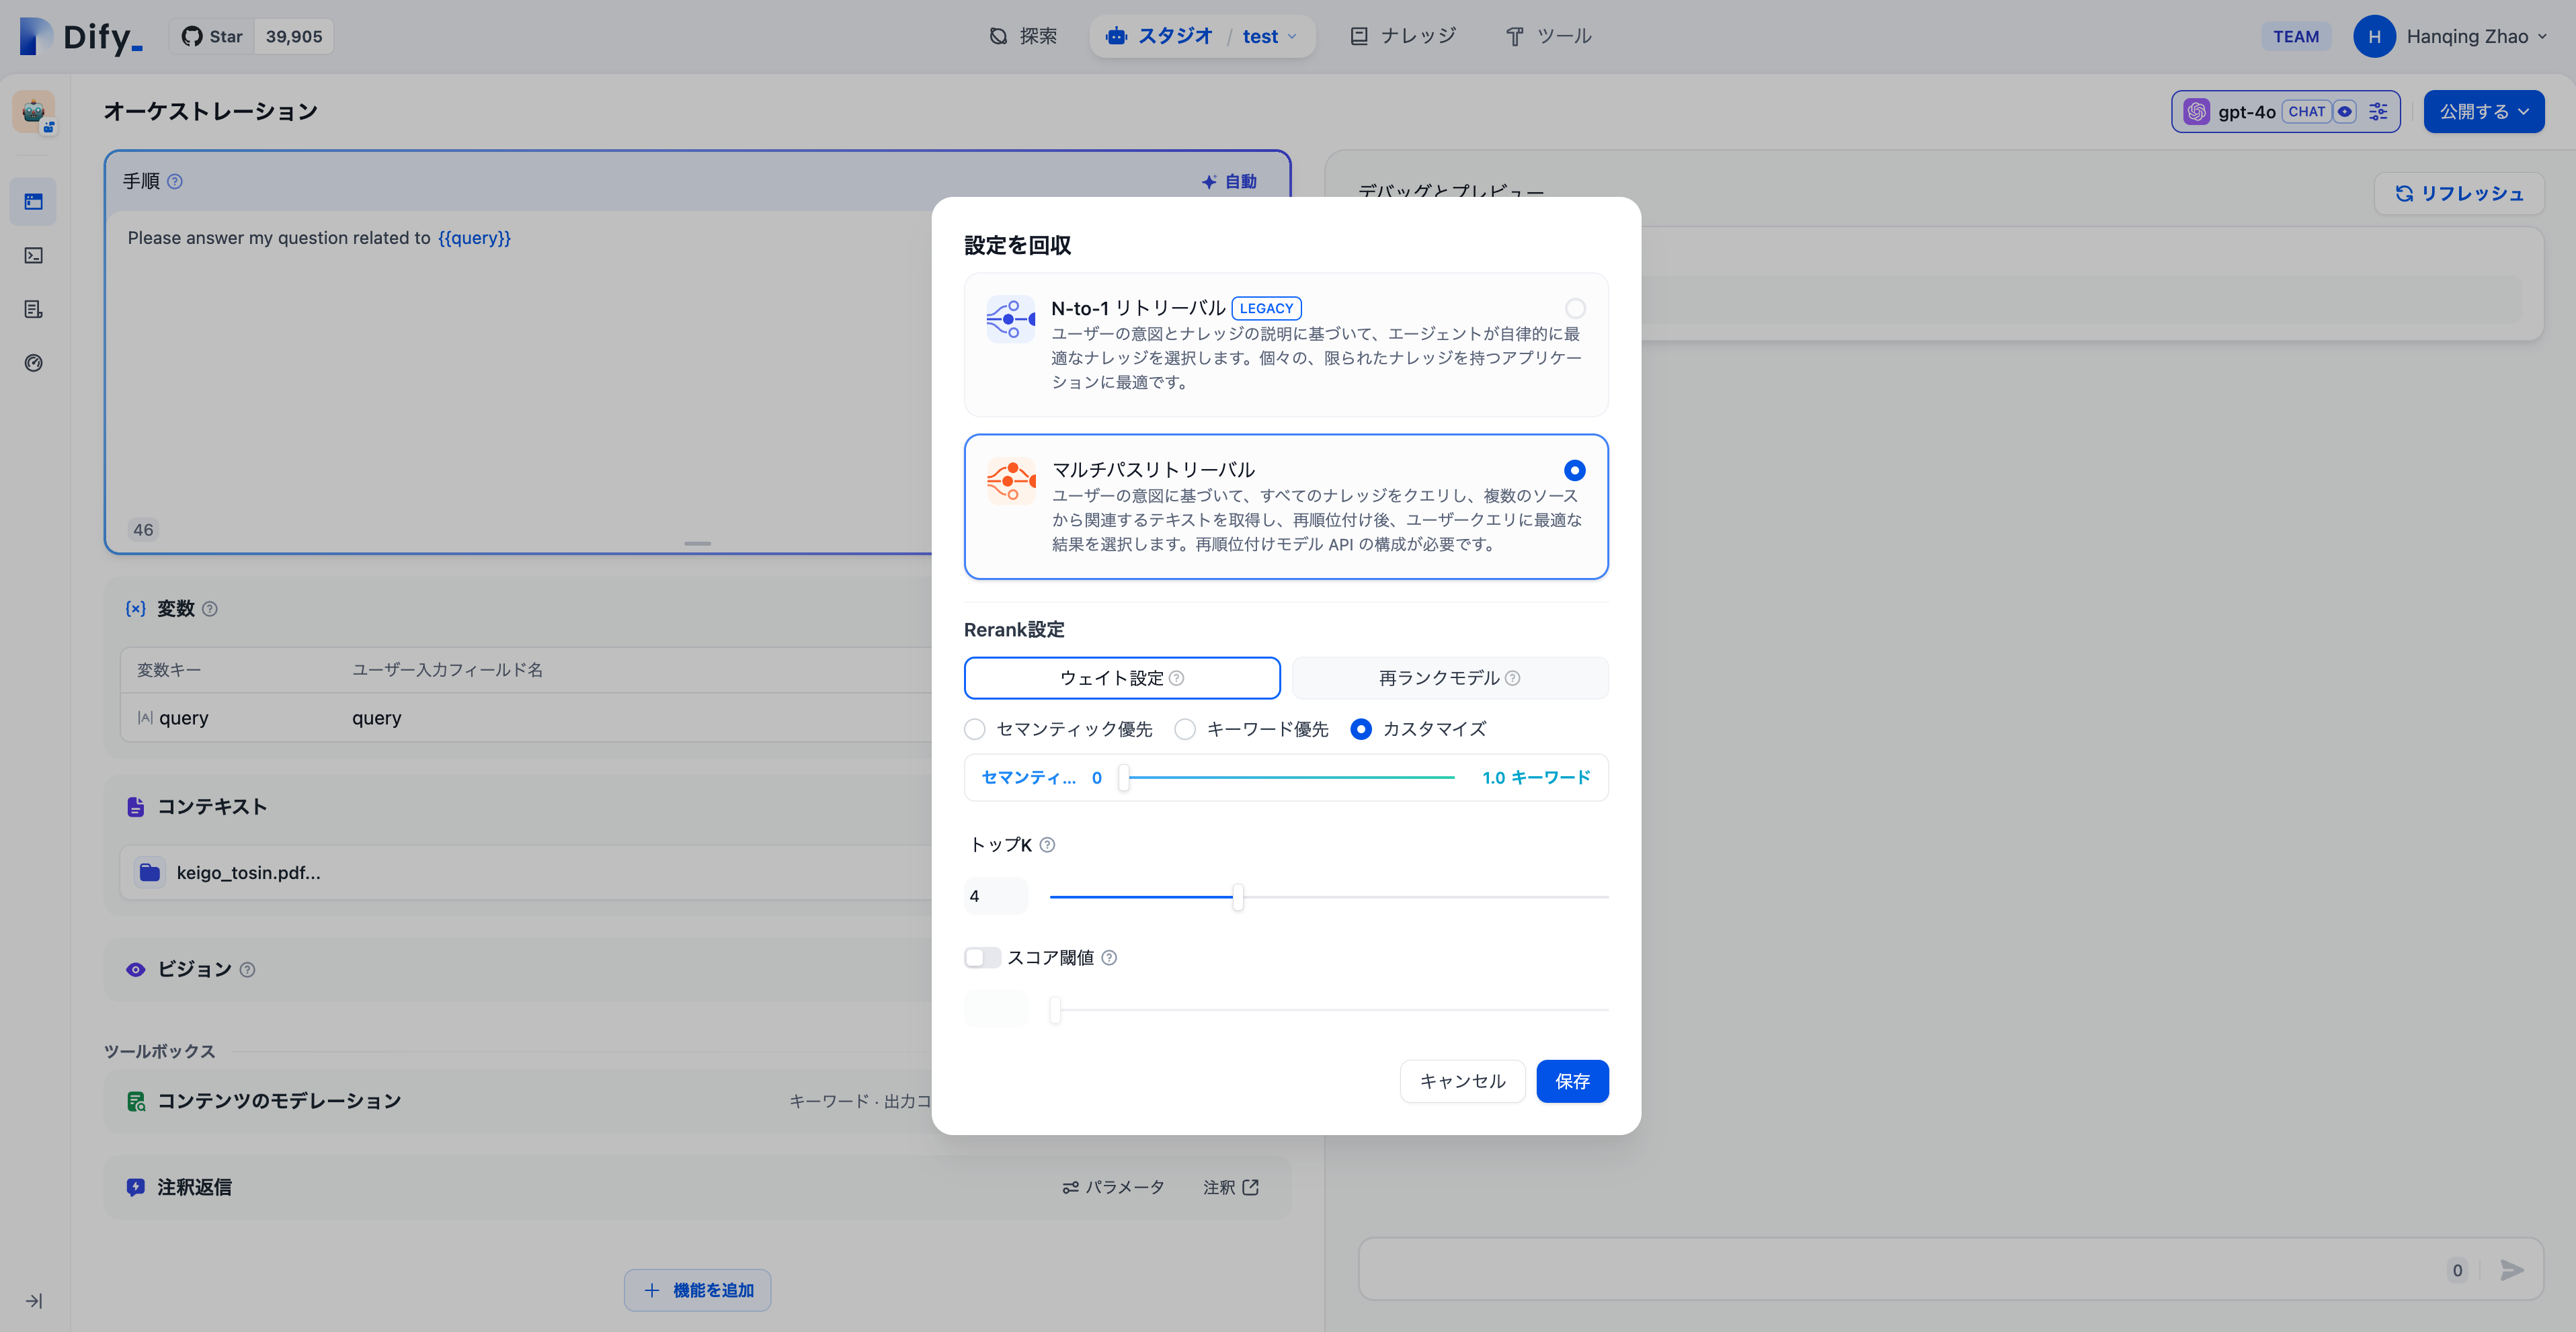 Dify_
Star 39,905
探索
スタジオ / test
ナレッジ
ツール
TEAM
H
Hanqing Zhao
オーケストレーション
gpt-4o CHAT
公開する
手順
自動
Please answer my question related to {{query}}
46
変数
変数キー ユーザー入力フィールド名
query query
コンテキスト
keigo_tosin.pdf...
ビジョン
ツールボックス
コンテンツのモデレーション
キーワード · 出力コ
注釈返信
パラメータ 注釈
機能を追加
デバッグとプレビュー
リフレッシュ
0
設定を回収
N-to-1 リトリーバル LEGACY
ユーザーの意図とナレッジの説明に基づいて、エージェントが自律的に最
適なナレッジを選択します。個々の、限られたナレッジを持つアプリケー
ションに最適です。
マルチパスリトリーバル
ユーザーの意図に基づいて、すべてのナレッジをクエリし、複数のソース
から関連するテキストを取得し、再順位付け後、ユーザークエリに最適な
結果を選択します。再順位付けモデル API の構成が必要です。
Rerank設定
ウェイト設定 再ランクモデル
セマンティック優先 キーワード優先 カスタマイズ
セマンティ... 0 1.0 キーワード
トップK
4
スコア閾値
キャンセル 保存